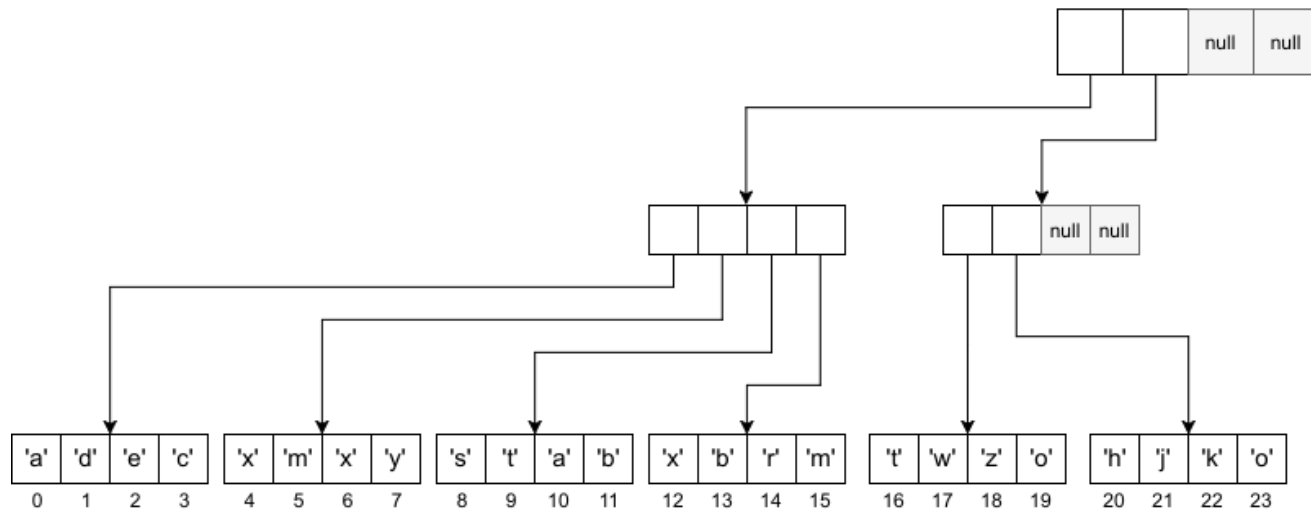 null null
null null
'a' 'd' 'e' 'c' 'x' 'm' 'x' 'y' 's' 't' 'a' 'b' 'x' 'b' 'r' 'm' 't' 'w' 'z' 'o' 'h' 'j' 'k' 'o'
0 1 2 3 4 5 6 7 8 9 10 11 12 13 14 15 16 17 18 19 20 21 22 23